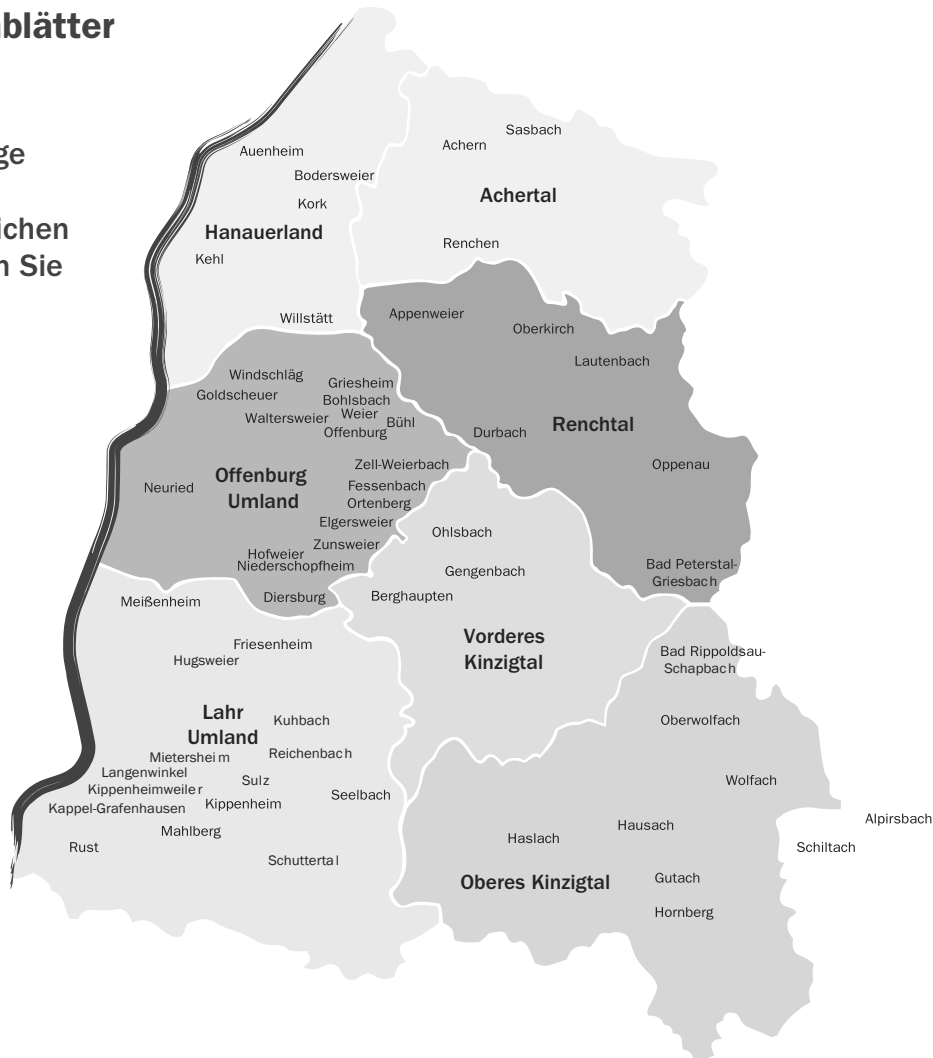 blätter
ge
ichen
n Sie
Sasbach
Achern
Auenheim
Bodersweier
Achertal
Kork
Hanauerland
Renchen
Kehl
Appenweier
Willstätt
Oberkirch
Lautenbach
Windschläg
Griesheim
Goldscheuer
Bohlsbach
Weier
Waltersweier
Bühl
Renchtal
Offenburg
Durbach
Zell-Weierbach
Oppenau
Offenburg
Umland
Neuried
Fessenbach
Ortenberg
Elgersweier
Ohlsbach
Zunsweier
Hofweier
Niederschopfheim
Bad Peterstal-
Griesbach
Gengenbach
Diersburg
Berghaupten
Meißenheim
Vorderes
Kinzigtal
Friesenheim
Bad Rippoldsau-
Schapbach
Hugsweier
Lahr
Umland
Kuhbach
Oberwolfach
Reichenbach
Mietersheim
Langenwinkel
Sulz
Wolfach
Kippenheimweiler
Seelbach
Kappel-Grafenhausen
Kippenheim
Alpirsbach
Mahlberg
Hausach
Haslach
Rust
Schiltach
Schuttertal
Oberes Kinzigtal
Gutach
Hornberg